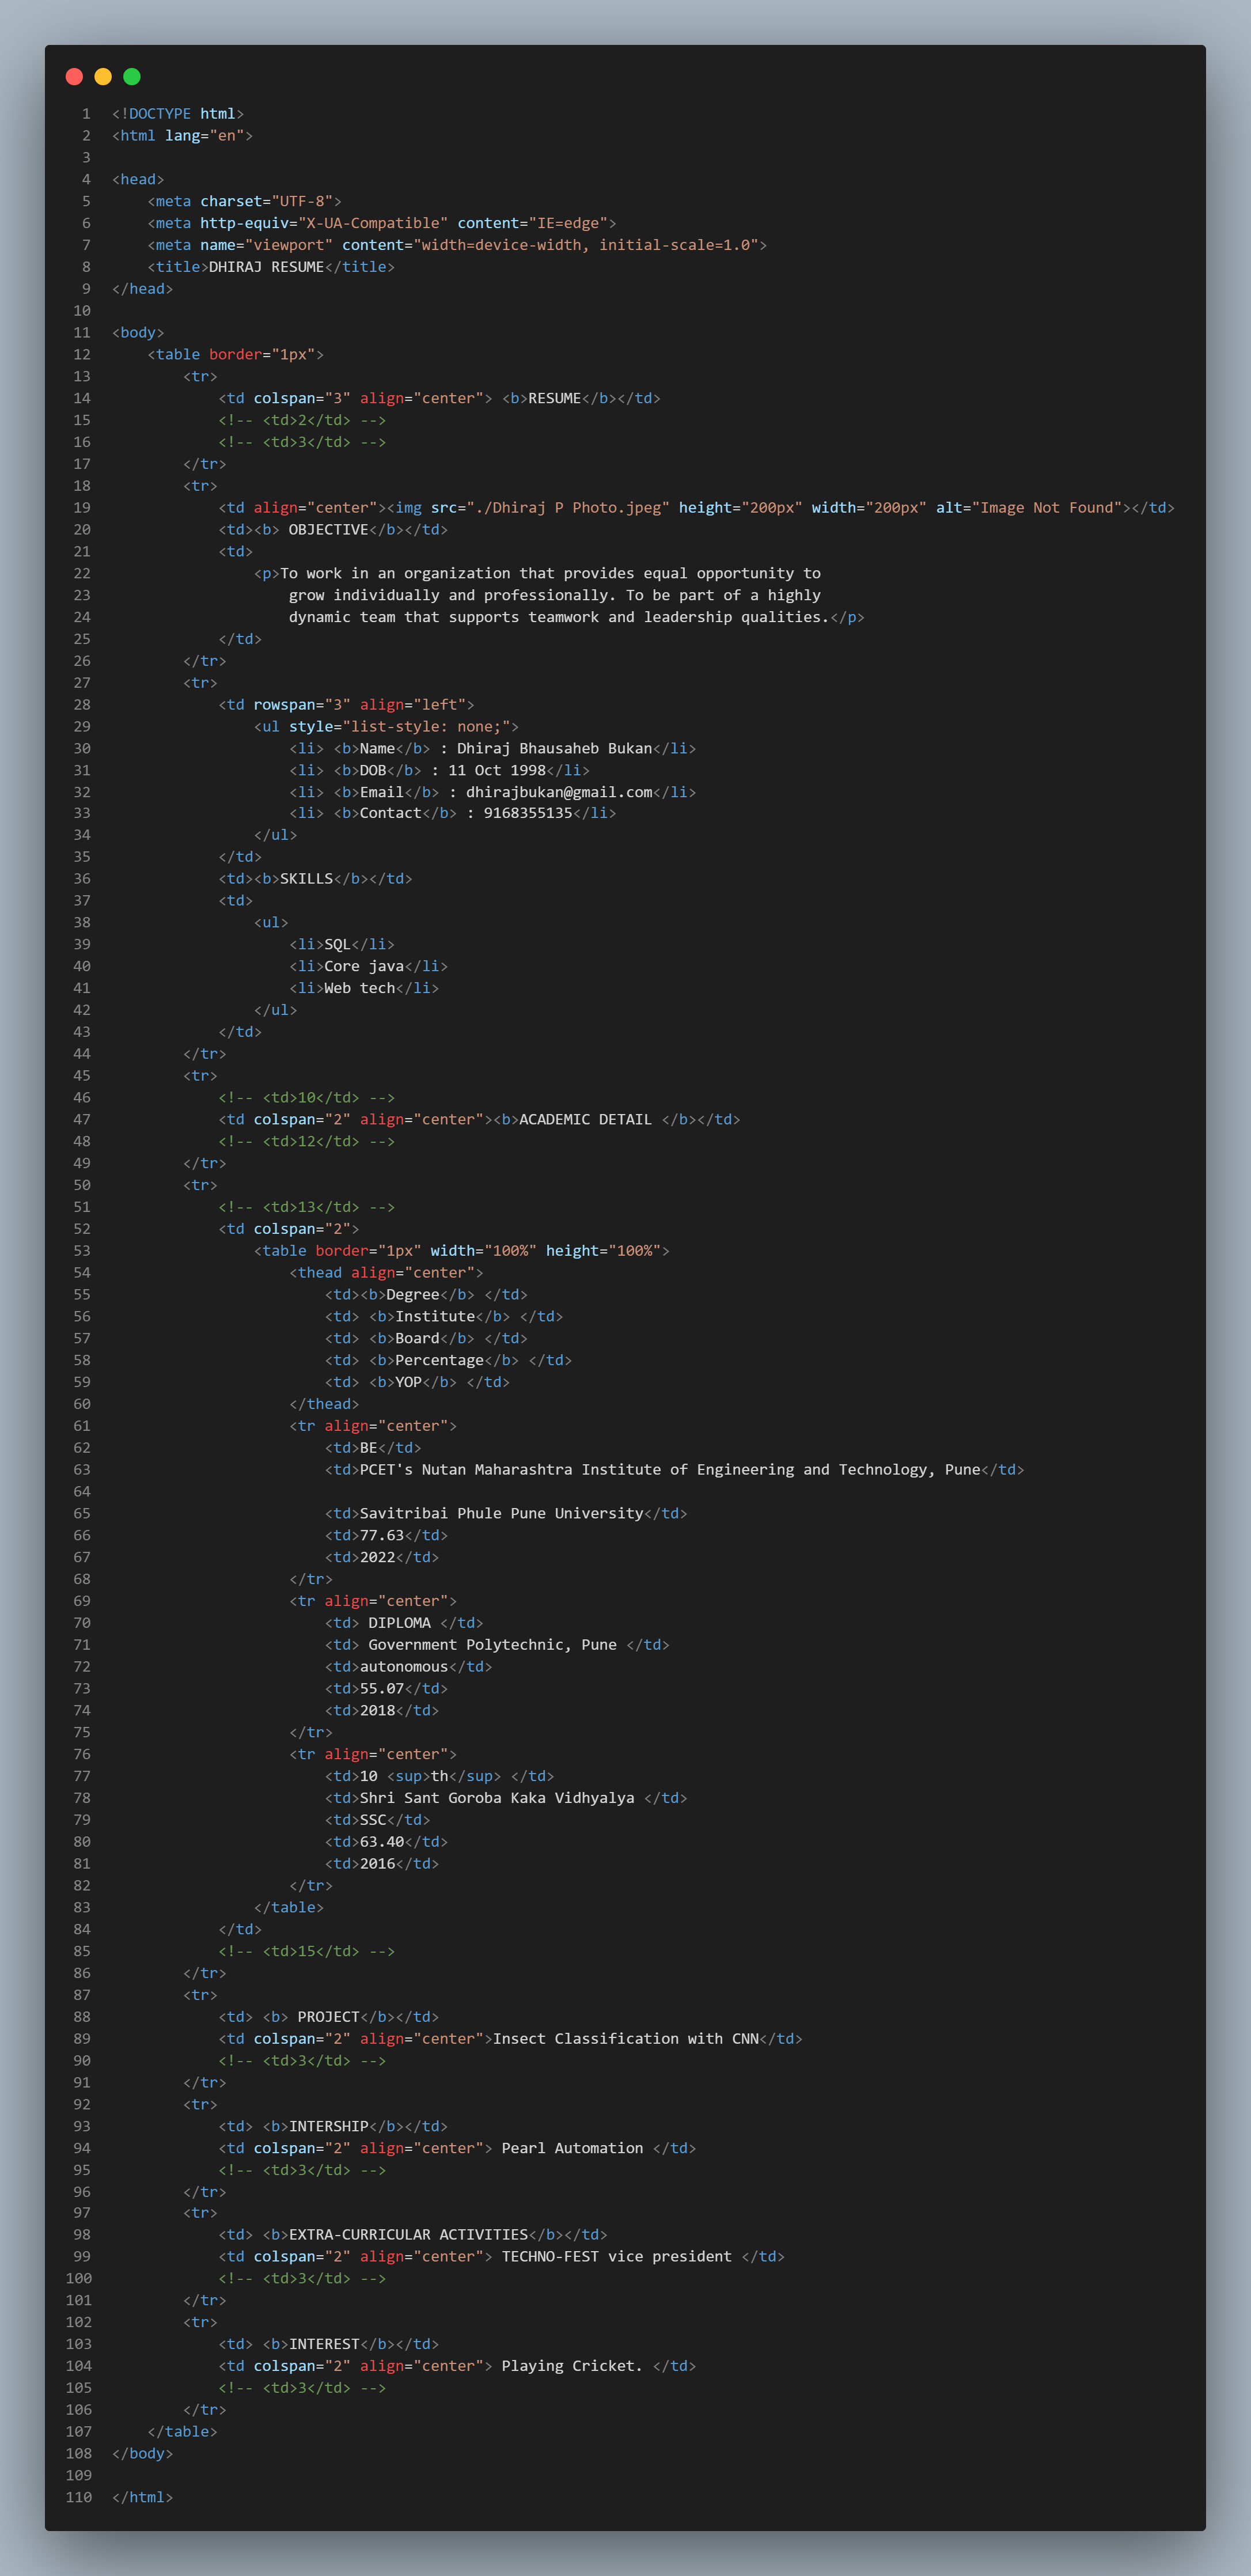 1 <!DOCTYPE html>
2 <html lang="en">
3
4 <head>
5     <meta charset="UTF-8">
6     <meta http-equiv="X-UA-Compatible" content="IE=edge">
7     <meta name="viewport" content="width=device-width, initial-scale=1.0">
8     <title>DHIRAJ RESUME</title>
9 </head>
10
11 <body>
12     <table border="1px">
13         <tr>
14             <td colspan="3" align="center"> <b>RESUME</b></td>
15             <!-- <td>2</td> -->
16             <!-- <td>3</td> -->
17         </tr>
18         <tr>
19             <td align="center"><img src="./Dhiraj P Photo.jpeg" height="200px" width="200px" alt="Image Not Found"></td>
20             <td><b> OBJECTIVE</b></td>
21             <td>
22                 <p>To work in an organization that provides equal opportunity to
23                     grow individually and professionally. To be part of a highly
24                     dynamic team that supports teamwork and leadership qualities.</p>
25             </td>
26         </tr>
27         <tr>
28             <td rowspan="3" align="left">
29                 <ul style="list-style: none;">
30                     <li> <b>Name</b> : Dhiraj Bhausaheb Bukan</li>
31                     <li> <b>DOB</b> : 11 Oct 1998</li>
32                     <li> <b>Email</b> : dhirajbukan@gmail.com</li>
33                     <li> <b>Contact</b> : 9168355135</li>
34                 </ul>
35             </td>
36             <td><b>SKILLS</b></td>
37             <td>
38                 <ul>
39                     <li>SQL</li>
40                     <li>Core java</li>
41                     <li>Web tech</li>
42                 </ul>
43             </td>
44         </tr>
45         <tr>
46             <!-- <td>10</td> -->
47             <td colspan="2" align="center"><b>ACADEMIC DETAIL </b></td>
48             <!-- <td>12</td> -->
49         </tr>
50         <tr>
51             <!-- <td>13</td> -->
52             <td colspan="2">
53                 <table border="1px" width="100%" height="100%">
54                     <thead align="center">
55                         <td><b>Degree</b> </td>
56                         <td> <b>Institute</b> </td>
57                         <td> <b>Board</b> </td>
58                         <td> <b>Percentage</b> </td>
59                         <td> <b>YOP</b> </td>
60                     </thead>
61                     <tr align="center">
62                         <td>BE</td>
63                         <td>PCET's Nutan Maharashtra Institute of Engineering and Technology, Pune</td>
64
65                         <td>Savitribai Phule Pune University</td>
66                         <td>77.63</td>
67                         <td>2022</td>
68                     </tr>
69                     <tr align="center">
70                         <td> DIPLOMA </td>
71                         <td> Government Polytechnic, Pune </td>
72                         <td>autonomous</td>
73                         <td>55.07</td>
74                         <td>2018</td>
75                     </tr>
76                     <tr align="center">
77                         <td>10 <sup>th</sup> </td>
78                         <td>Shri Sant Goroba Kaka Vidhyalya </td>
79                         <td>SSC</td>
80                         <td>63.40</td>
81                         <td>2016</td>
82                     </tr>
83                 </table>
84             </td>
85             <!-- <td>15</td> -->
86         </tr>
87         <tr>
88             <td> <b> PROJECT</b></td>
89             <td colspan="2" align="center">Insect Classification with CNN</td>
90             <!-- <td>3</td> -->
91         </tr>
92         <tr>
93             <td> <b>INTERSHIP</b></td>
94             <td colspan="2" align="center"> Pearl Automation </td>
95             <!-- <td>3</td> -->
96         </tr>
97         <tr>
98             <td> <b>EXTRA-CURRICULAR ACTIVITIES</b></td>
99             <td colspan="2" align="center"> TECHNO-FEST vice president </td>
100             <!-- <td>3</td> -->
101         </tr>
102         <tr>
103             <td> <b>INTEREST</b></td>
104             <td colspan="2" align="center"> Playing Cricket. </td>
105             <!-- <td>3</td> -->
106         </tr>
107     </table>
108 </body>
109
110 </html>